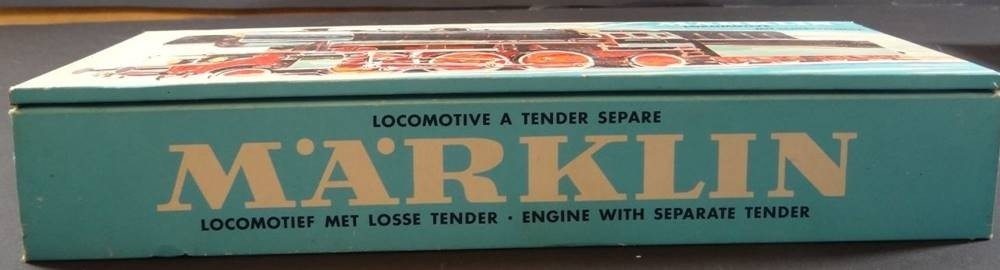 LOCOMOTIVE A TENDER SEPARE
MÄRKLIN
LOCOMOTIEF MET LOSSE TENDER · ENGINE WITH SEPARATE TENDER